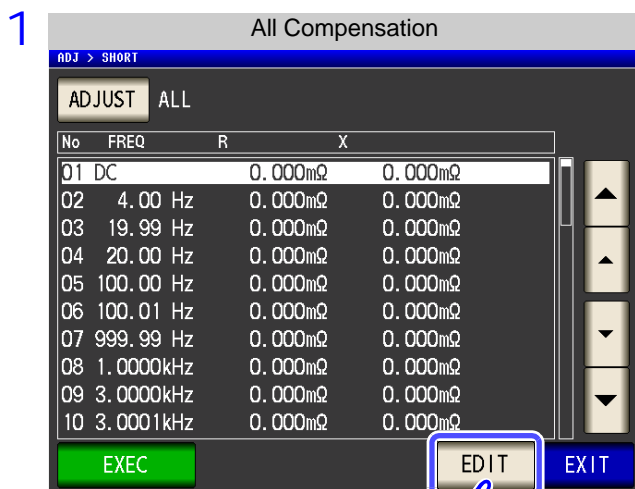 1
All Compensation
ADJ > SHORT
ADJUST ALL
No FREQ R X
01 DC 0.000mΩ 0.000mΩ
02 4.00 Hz 0.000mΩ 0.000mΩ
03 19.99 Hz 0.000mΩ 0.000mΩ
04 20.00 Hz 0.000mΩ 0.000mΩ
05 100.00 Hz 0.000mΩ 0.000mΩ
06 100.01 Hz 0.000mΩ 0.000mΩ
07 999.99 Hz 0.000mΩ 0.000mΩ
08 1.0000kHz 0.000mΩ 0.000mΩ
09 3.0000kHz 0.000mΩ 0.000mΩ
10 3.0001kHz 0.000mΩ 0.000mΩ
EXEC EDIT EXIT